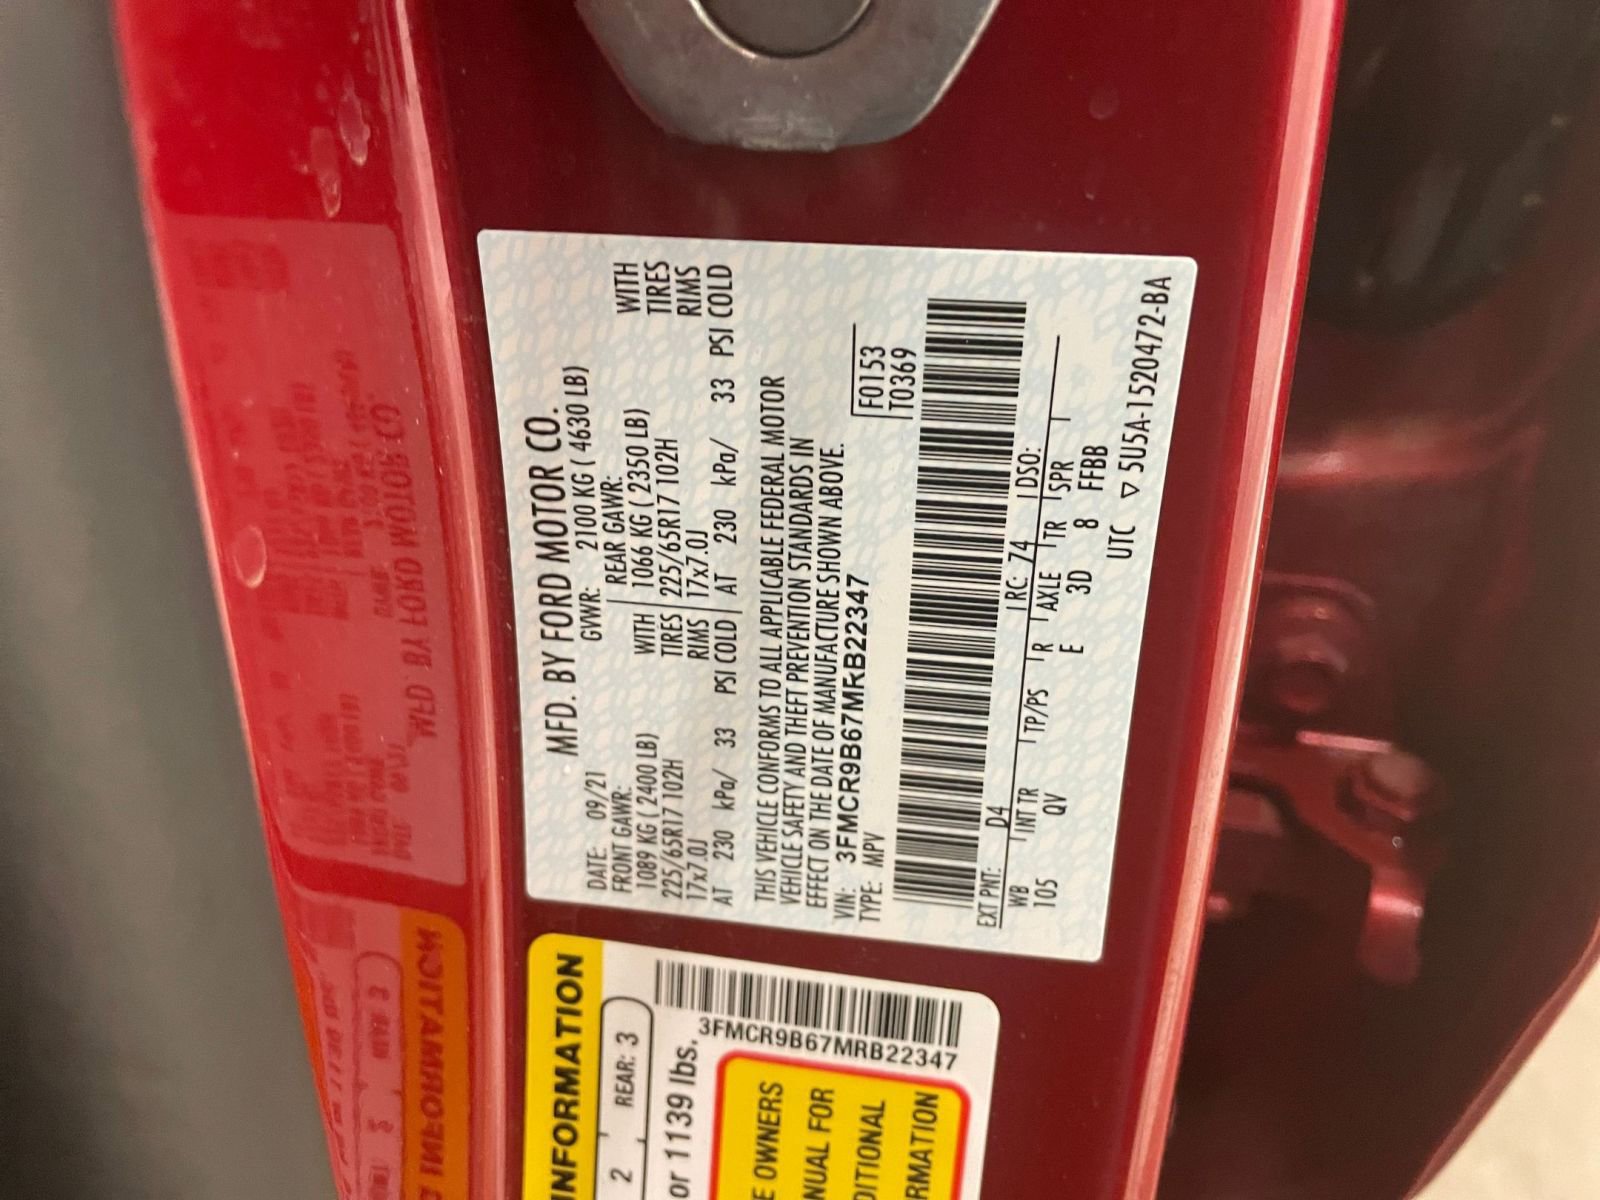 MFD. BY FORD MOTOR CO.
DATE: 09/21 GVWR: 2100 KG ( 4630 LB)
FRONT GAWR: REAR GAWR:
1089 KG ( 2400 LB) WITH 1066 KG ( 2350 LB) WITH
225/65R17 102H TIRES 225/65R17 102H TIRES
17x7.0J RIMS 17x7.0J RIMS
AT 230 kPa/ 33 PSI COLD AT 230 kPa/ 33 PSI COLD
THIS VEHICLE CONFORMS TO ALL APPLICABLE FEDERAL MOTOR
VEHICLE SAFETY AND THEFT PREVENTION STANDARDS IN
EFFECT ON THE DATE OF MANUFACTURE SHOWN ABOVE.
VIN: 3FMCR9B67MRB22347 F0153
TYPE: MPV T0369
EXT PNT: D4 RC: 74 DSO:
WB INT TR TP/PS R AXLE TR SPR
105 QV E 3D 8 FFBB
UTC ▽ 5U5A-1520472-BA
INFORMATION
2 REAR: 3
or 1139 lbs.
3FMCR9B67MRB22347
E OWNERS
NUAL FOR
DITIONAL
RMATION